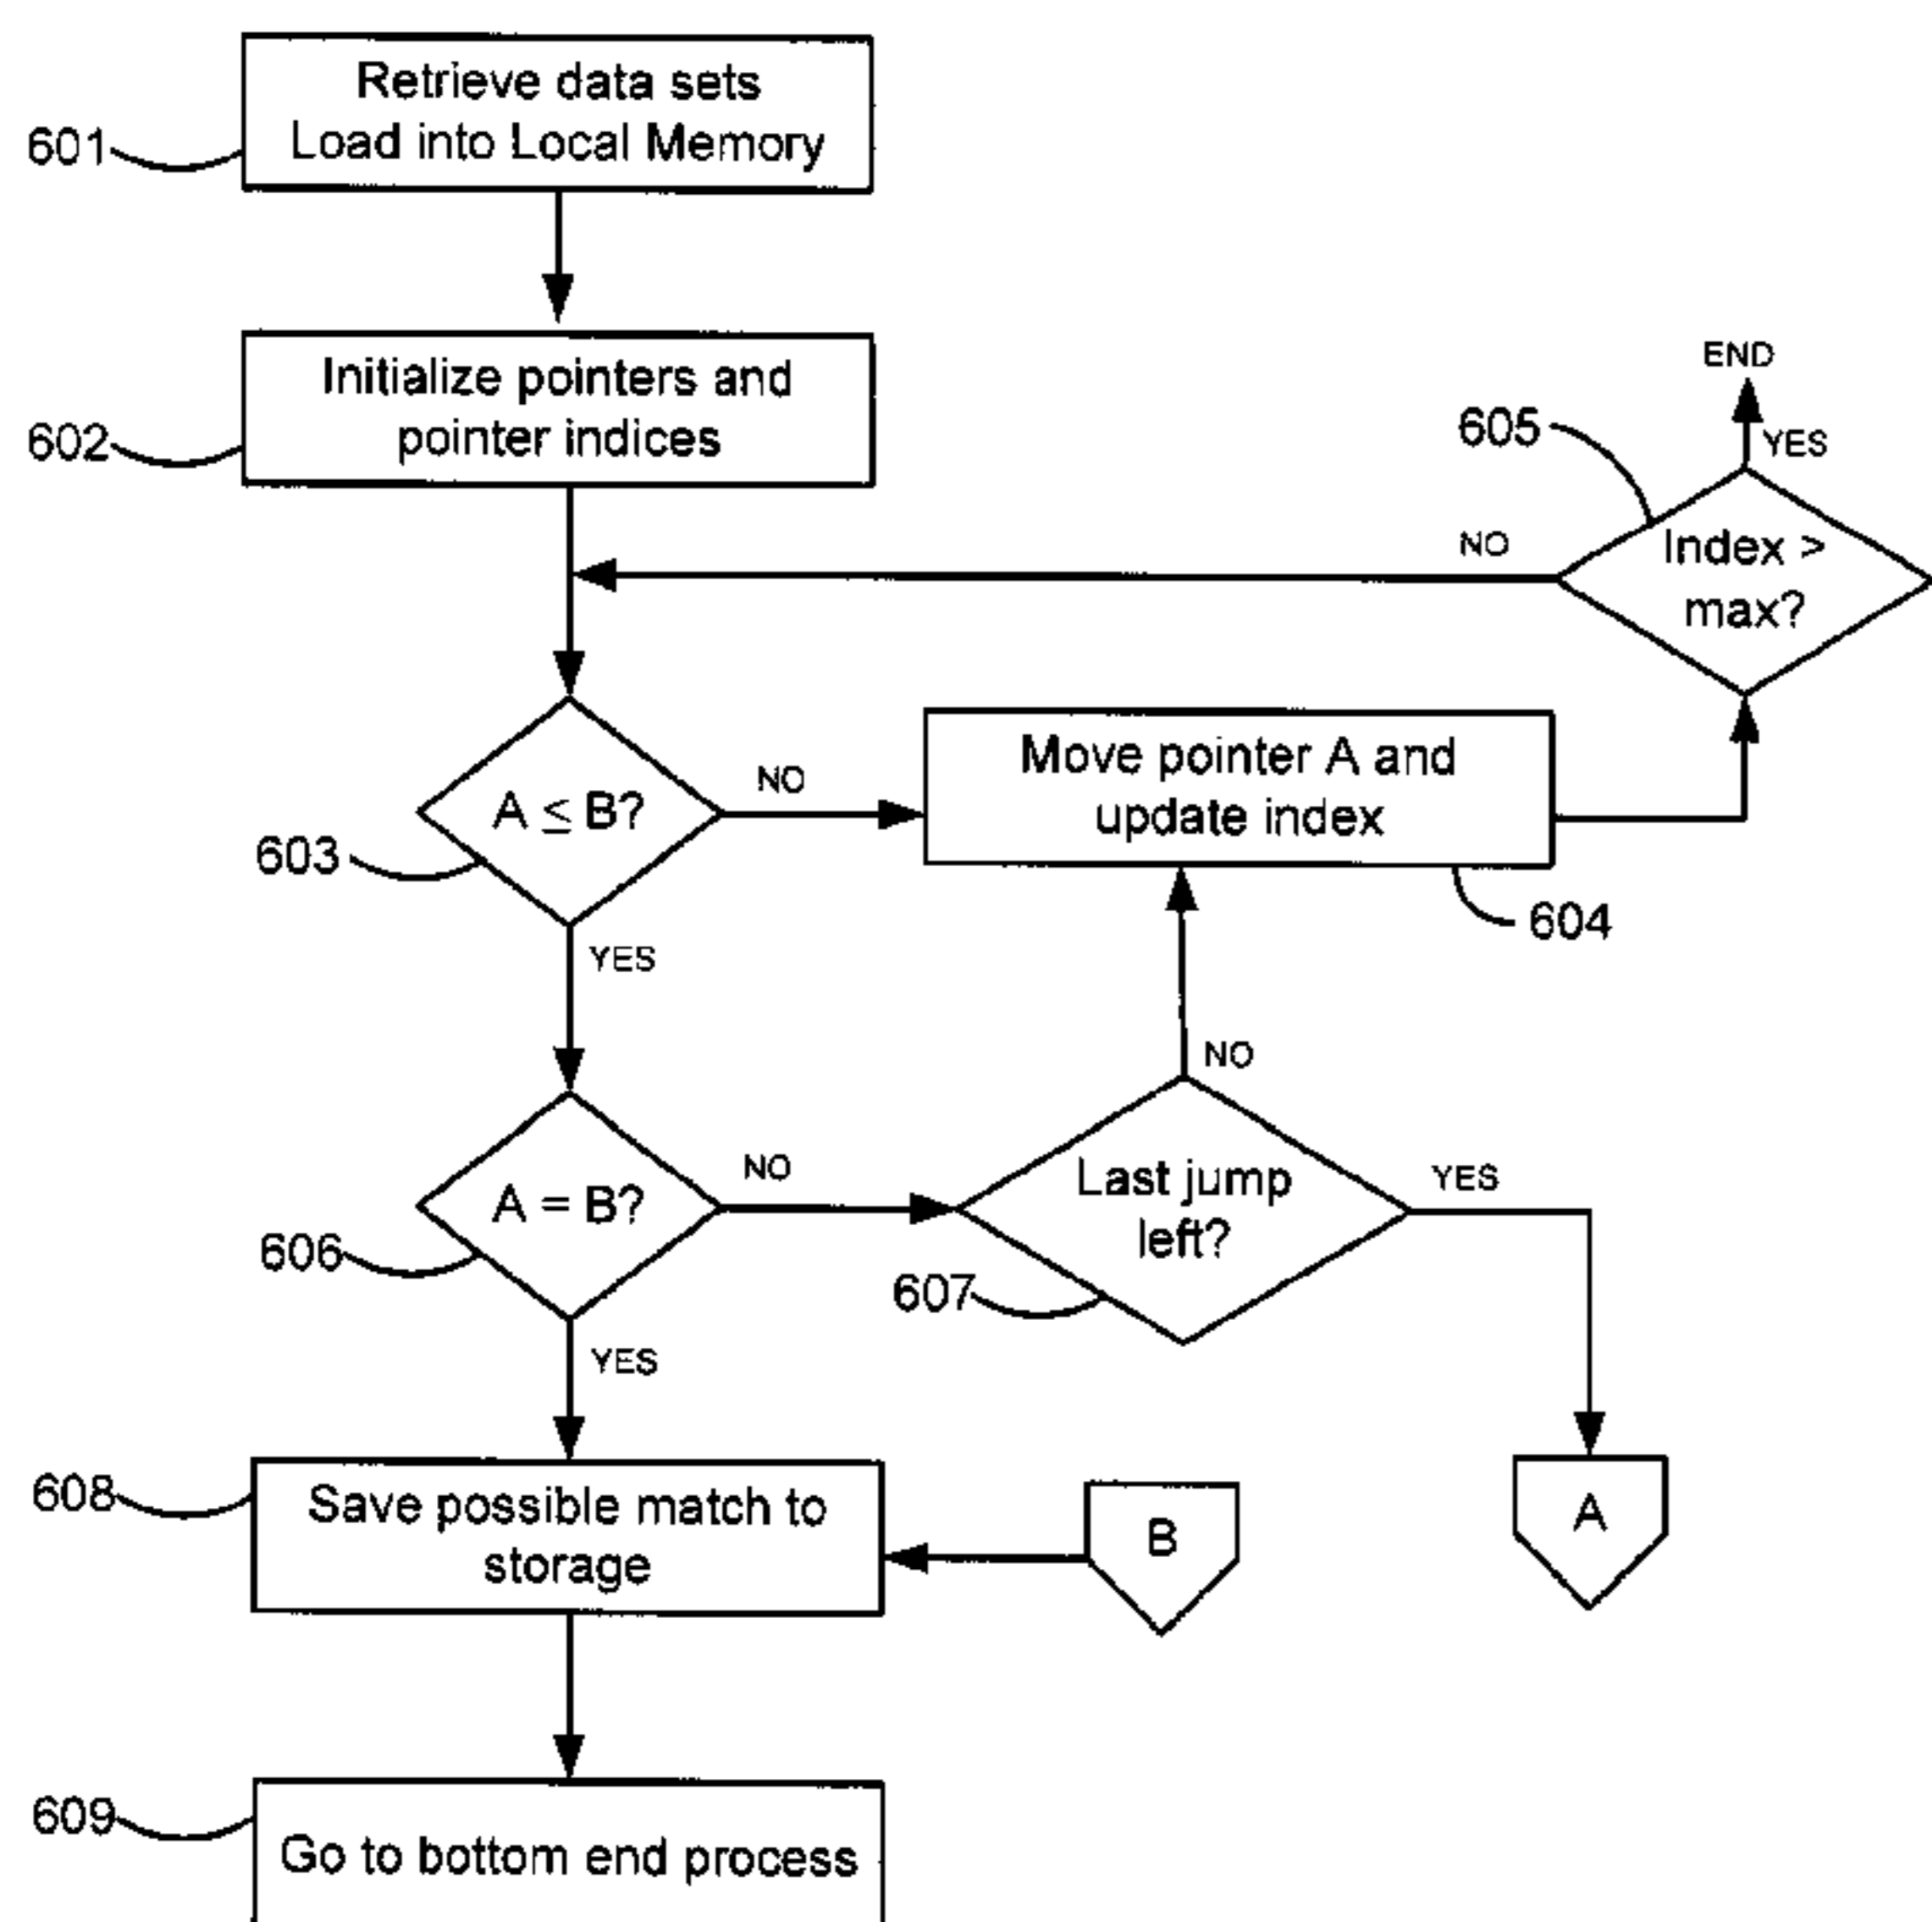 Retrieve data sets
Load into Local Memory
601
Initialize pointers and
pointer indices
602
END
YES
605
Index >
max?
NO
A ≤ B?
603
NO
Move pointer A and
update index
604
YES
A = B?
606
NO
Last jump
left?
607
NO
YES
A
YES
608
Save possible match to
storage
B
609
Go to bottom end process